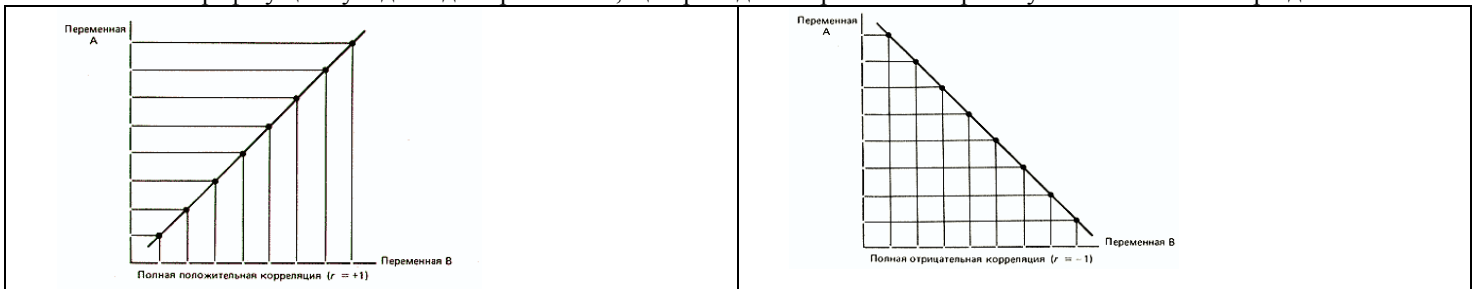 Переменная
А
Переменная В
Полная положительная корреляция (r = +1)
Переменная
А
Переменная В
Полная отрицательная корреляция (r = − 1)